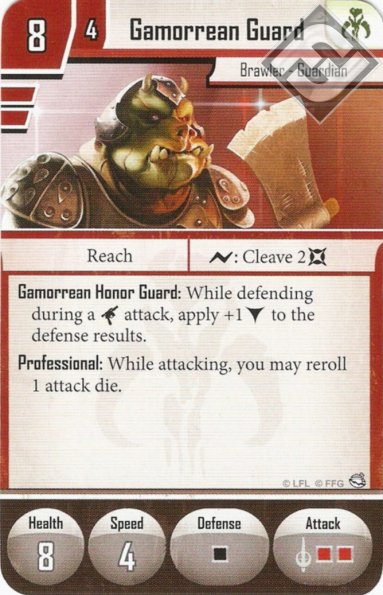 8 4 Gamorrean Guard
Brawler - Guardian
Reach
: Cleave 2
Gamorrean Honor Guard: While defending
during a attack, apply +1 to the
defense results.
Professional: While attacking, you may reroll
1 attack die.
© LFL © FFG
Health Speed Defense Attack
8 4